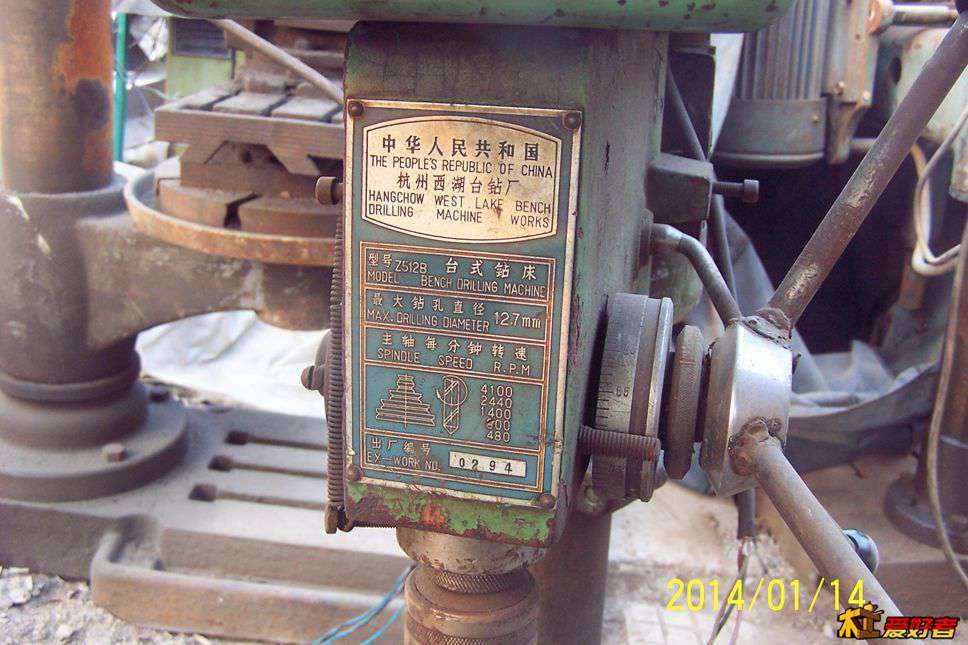 中华人民共和国
THE PEOPLE'S REPUBLIC OF CHINA
杭州西湖台钻厂
HANGCHOW WEST LAKE BENCH
DRILLING MACHINE WORKS
型号 Z512B 台式钻床
MODEL BENCH DRILLING MACHINE
最大钻孔直径
MAX. DRILLING DIAMETER 12.7mm
主轴每分钟转速
SPINDLE SPEED R.P.M
4100
2440
1400
480
出厂编号
EX-WORK NO. 0294
2014/01/14
爱好者